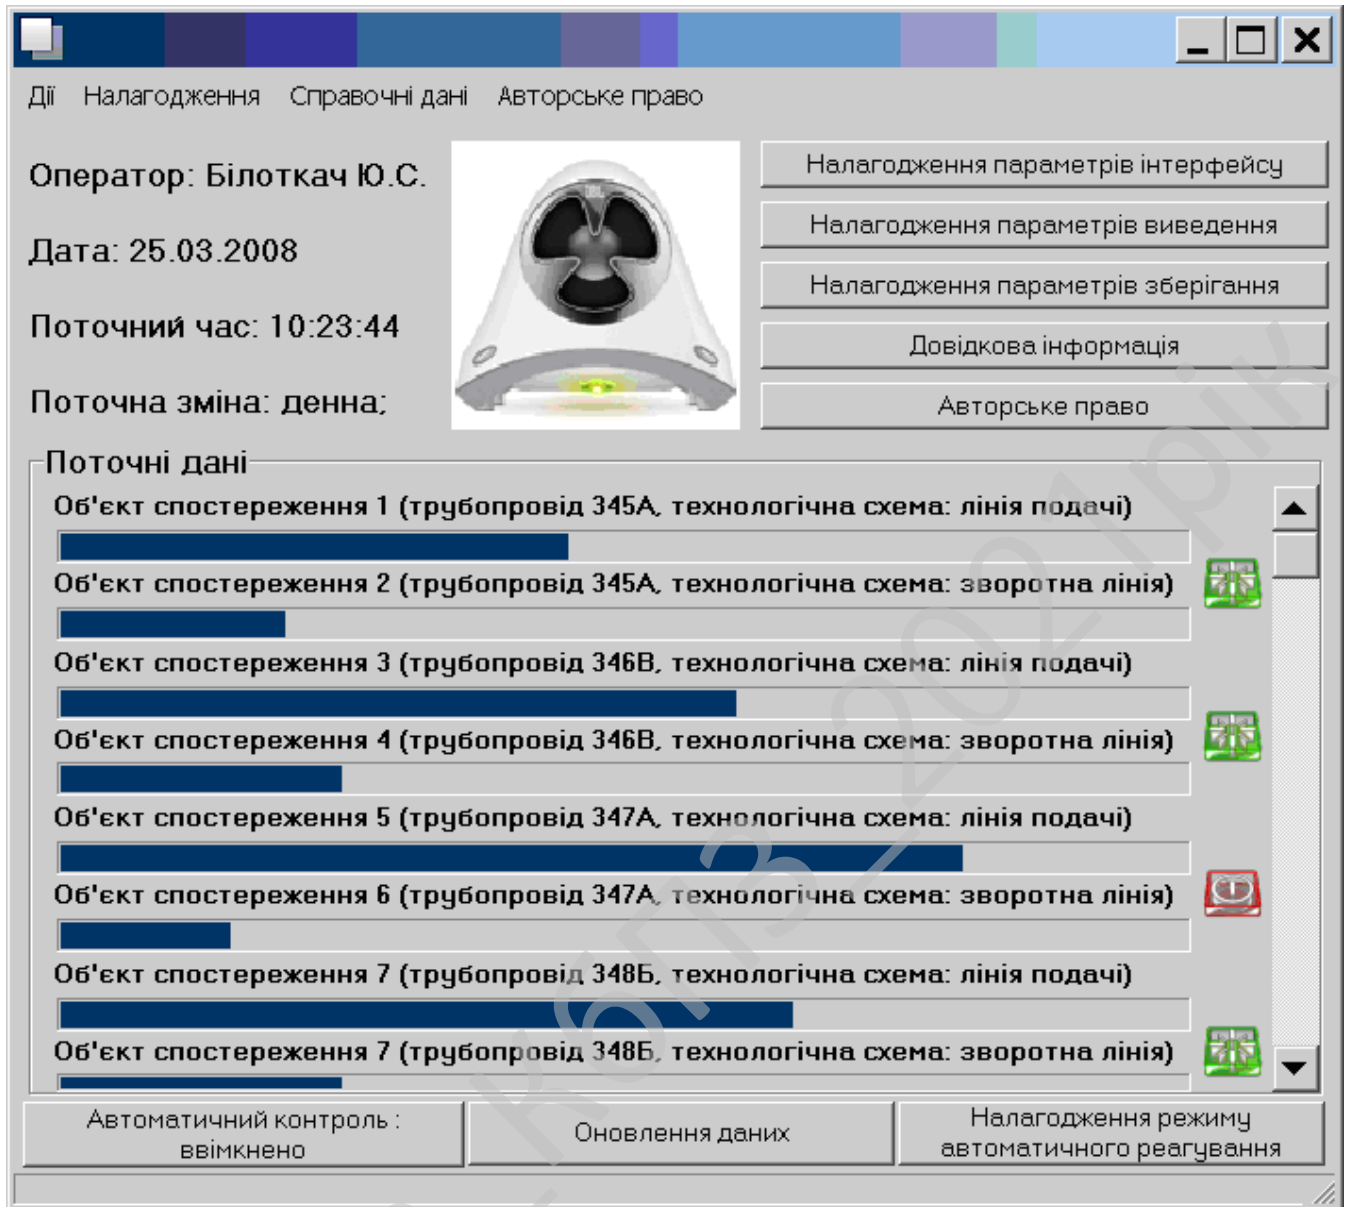 Дії Налагодження Справочні дані Авторське право
Оператор: Білоткач Ю.С.
Дата: 25.03.2008
Поточний час: 10:23:44
Поточна зміна: денна;
Налагодження параметрів інтерфейсу
Налагодження параметрів виведення
Налагодження параметрів зберігання
Довідкова інформація
Авторське право
Поточні дані
Об'єкт спостереження 1 (трубопровід 345А, технологічна схема: лінія подачі)
Об'єкт спостереження 2 (трубопровід 345А, технологічна схема: зворотна лінія)
Об'єкт спостереження 3 (трубопровід 346В, технологічна схема: лінія подачі)
Об'єкт спостереження 4 (трубопровід 346В, технологічна схема: зворотна лінія)
Об'єкт спостереження 5 (трубопровід 347А, технологічна схема: лінія подачі)
Об'єкт спостереження 6 (трубопровід 347А, технологічна схема: зворотна лінія)
Об'єкт спостереження 7 (трубопровід 348Б, технологічна схема: лінія подачі)
Об'єкт спостереження 7 (трубопровід 348Б, технологічна схема: зворотна лінія)
Автоматичний контроль :
ввімкнено
Оновлення даних
Налагодження режиму
автоматичного реагування
КбПЗ_2021рік